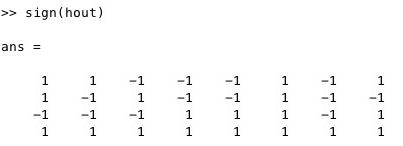 >> sign(hout)
ans =
1 1 -1 -1 -1 1 -1 1
1 -1 1 -1 -1 1 -1 -1
-1 -1 -1 1 1 1 -1 1
1 1 1 1 1 1 1 1